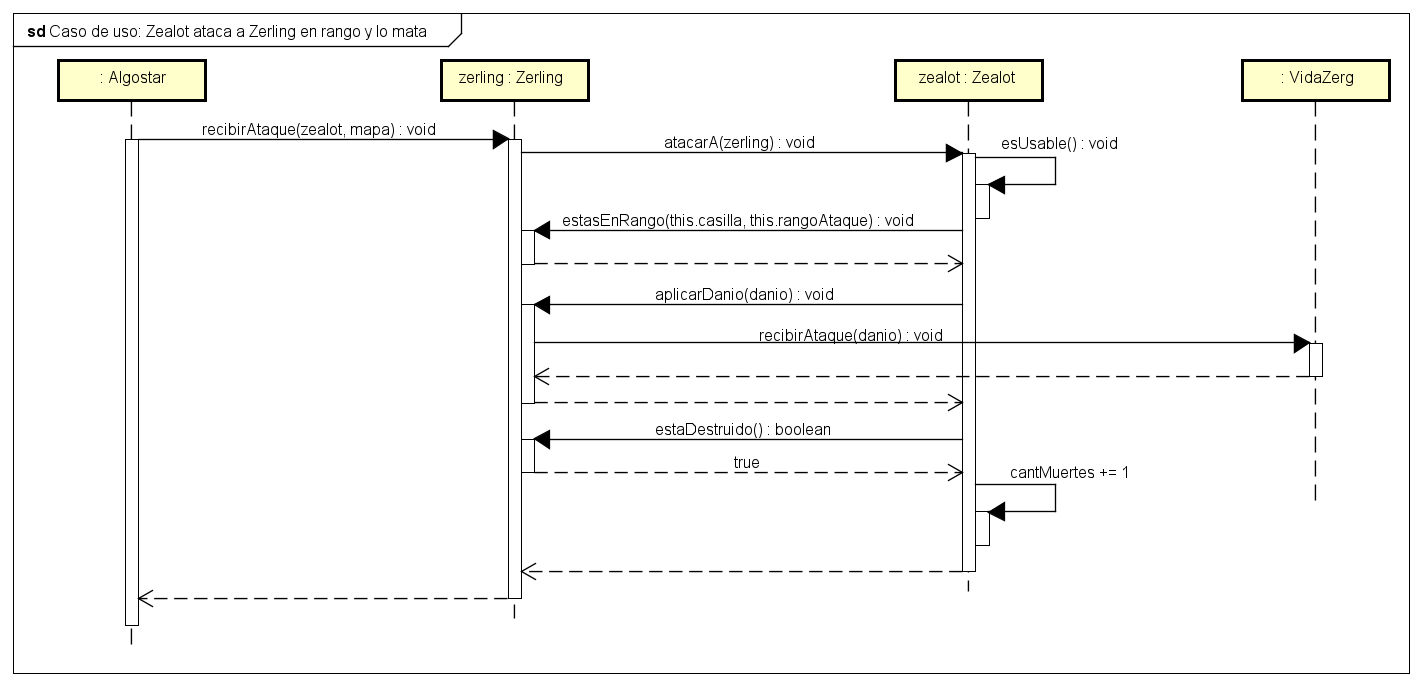 sd Caso de uso: Zealot ataca a Zerling en rango y lo mata
: Algostar
zerling : Zerling
zealot : Zealot
: VidaZerg
recibirAtaque(zealot, mapa) : void
atacarA(zerling) : void
esUsable() : void
estasEnRango(this.casilla, this.rangoAtaque) : void
aplicarDanio(danio) : void
recibirAtaque(danio) : void
estaDestruido() : boolean
true
cantMuertes += 1